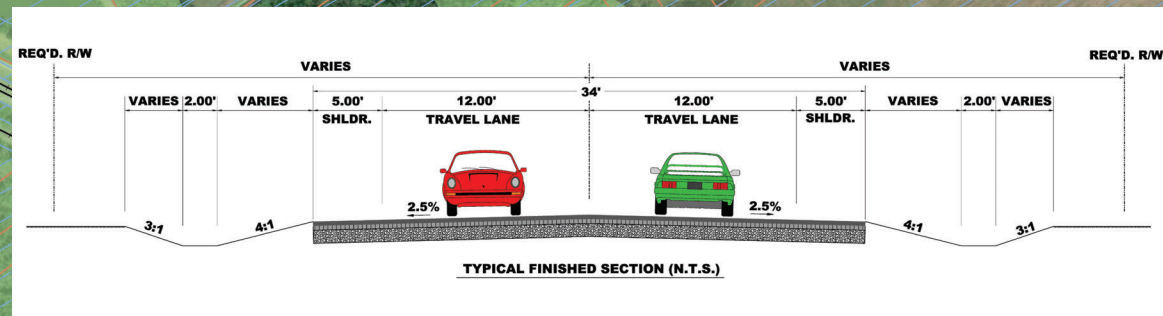 REQ'D. R/W
REQ'D. R/W
VARIES VARIES
34'
VARIES 2.00' VARIES 5.00' 12.00' 12.00' 5.00' VARIES 2.00' VARIES
SHLDR. TRAVEL LANE TRAVEL LANE SHLDR.
2.5% 2.5%
3:1 4:1 4:1 3:1
TYPICAL FINISHED SECTION (N.T.S.)